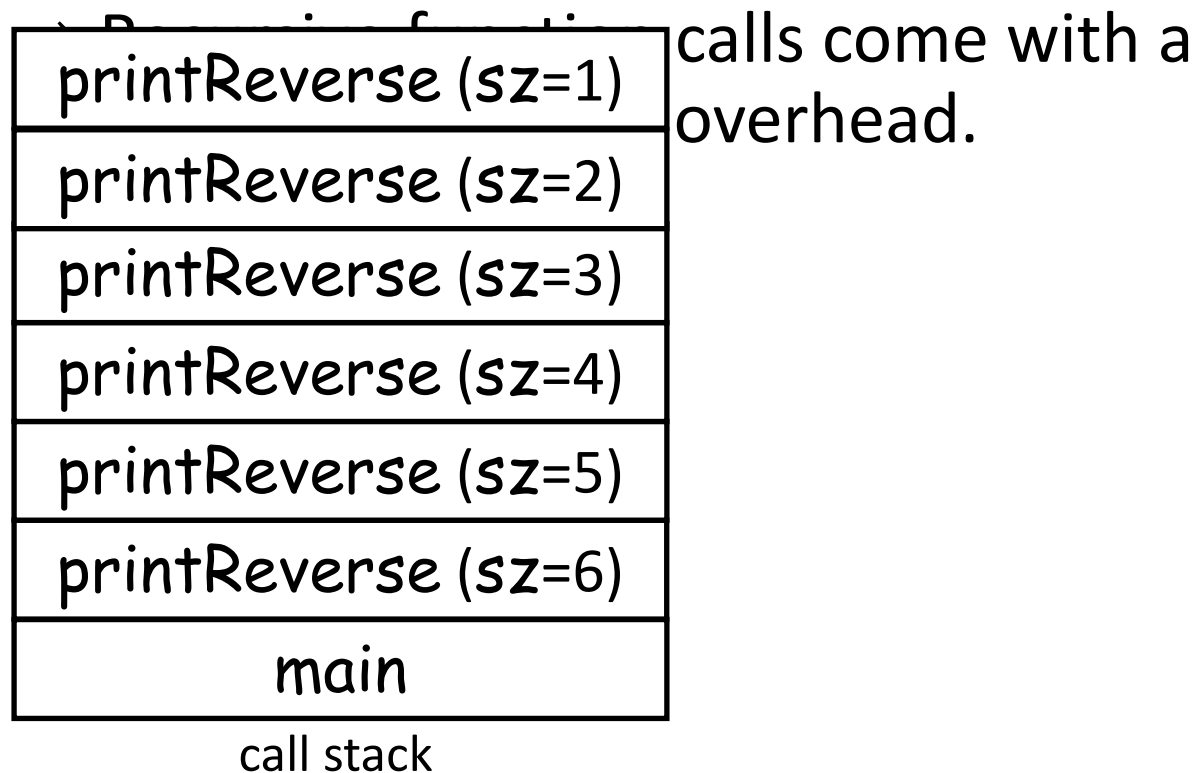 calls come with a
overhead.
printReverse (sz=1)
printReverse (sz=2)
printReverse (sz=3)
printReverse (sz=4)
printReverse (sz=5)
printReverse (sz=6)
main
call stack